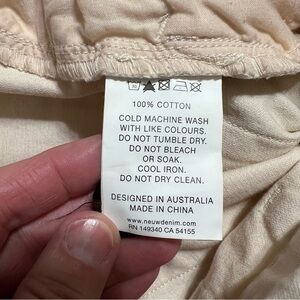 100% COTTON
COLD MACHINE WASH
WITH LIKE COLOURS.
DO NOT TUMBLE DRY.
DO NOT BLEACH
OR SOAK.
COOL IRON.
DO NOT DRY CLEAN.
DESIGNED IN AUSTRALIA
MADE IN CHINA
www.neuwdenim.com
RN 149340 CA 54155